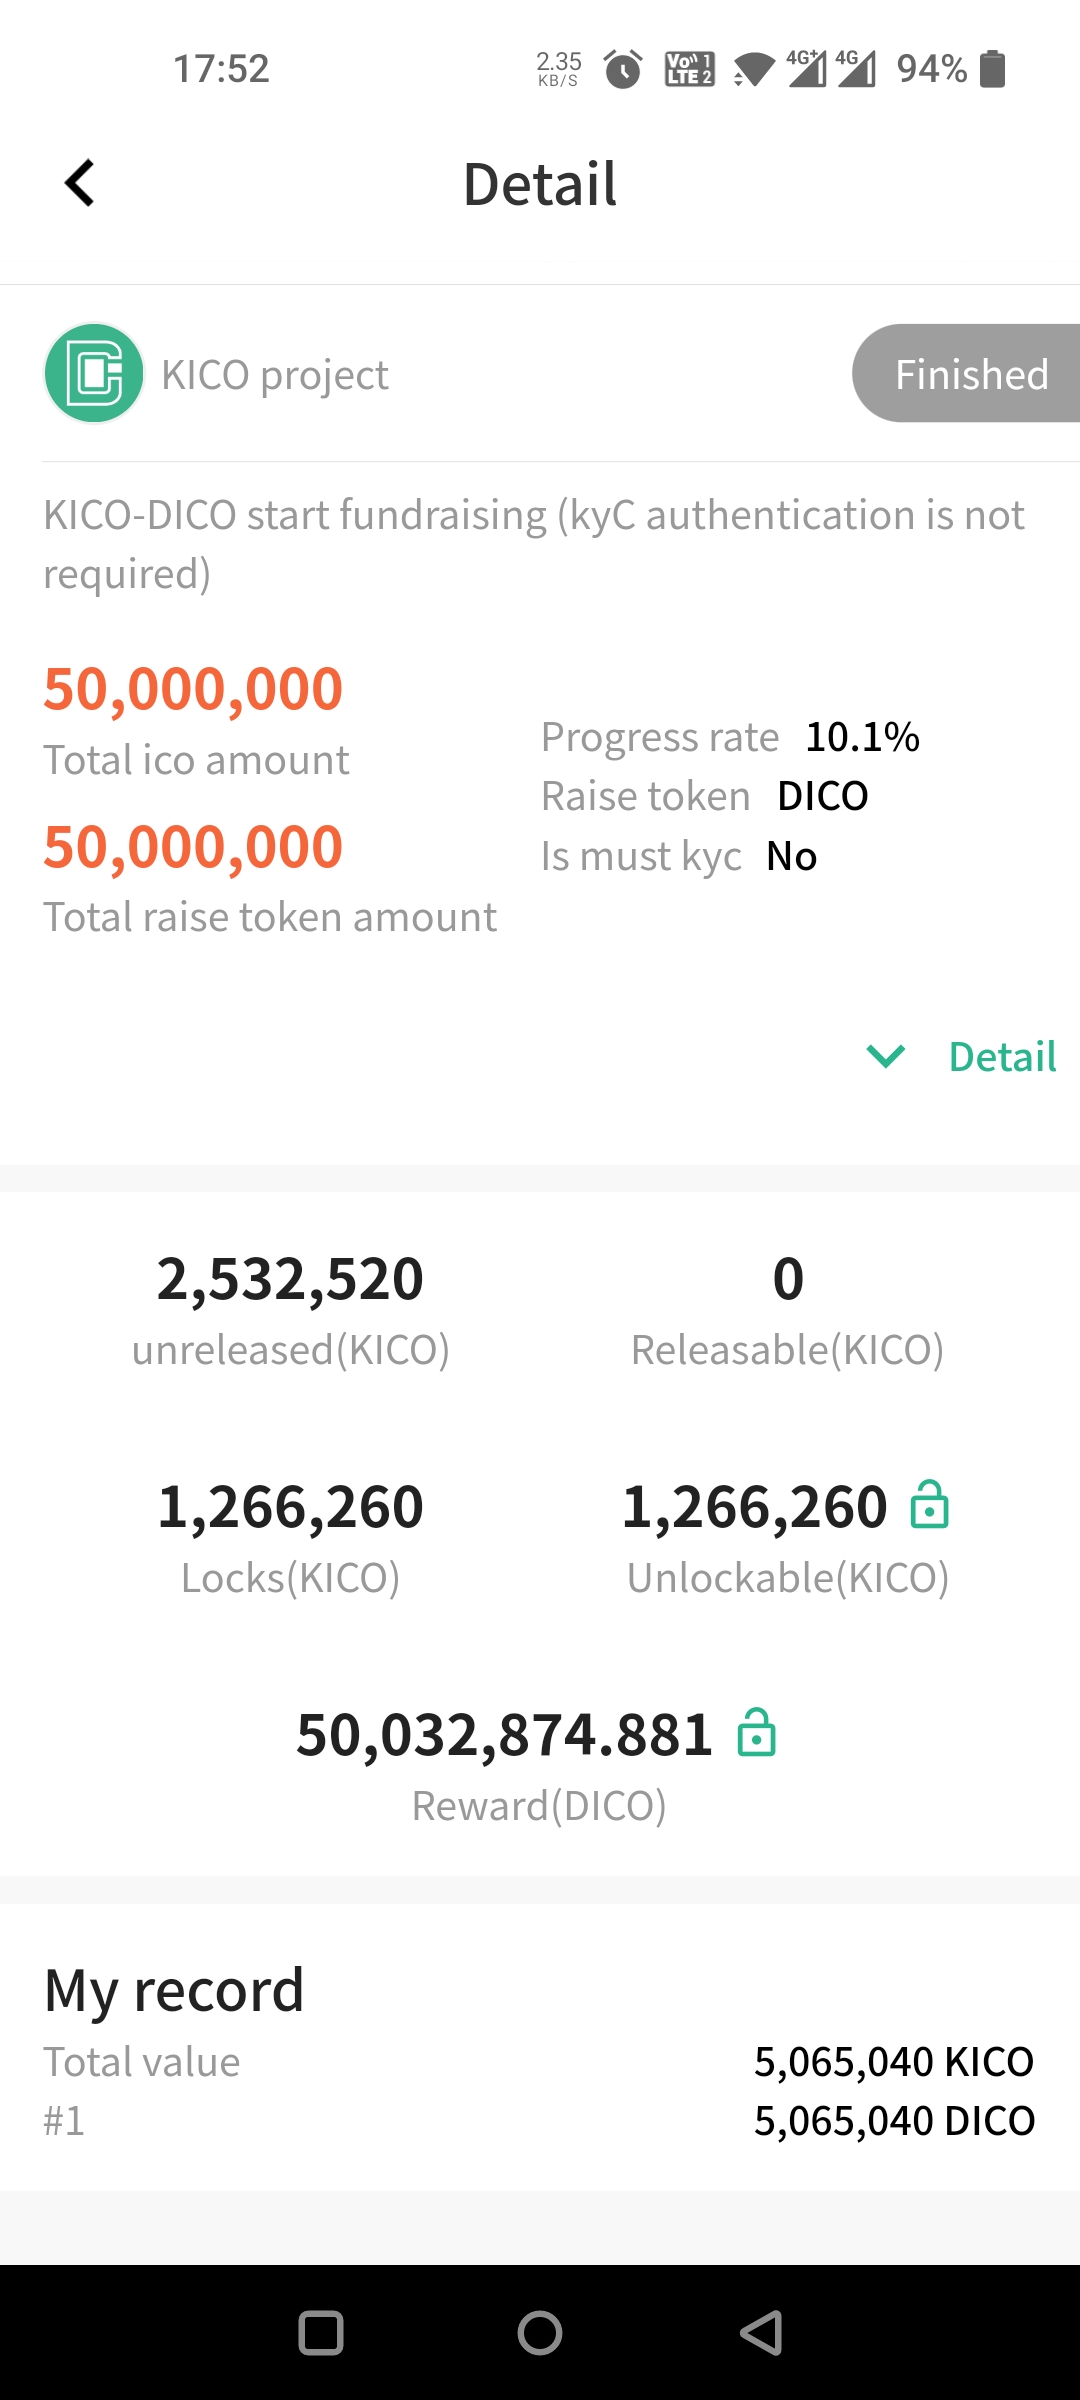 17:52
2.35 KB/S Vo)) LTE 1 2 4G+ 4G 94%
Detail
KICO project
Finished
KICO-DICO start fundraising (kyC authentication is not
required)
50,000,000
Total ico amount
50,000,000
Total raise token amount
Progress rate 10.1%
Raise token DICO
Is must kyc No
Detail
2,532,520
unreleased(KICO)
0
Releasable(KICO)
1,266,260
Locks(KICO)
1,266,260
Unlockable(KICO)
50,032,874.881
Reward(DICO)
My record
Total value 5,065,040 KICO
#1 5,065,040 DICO